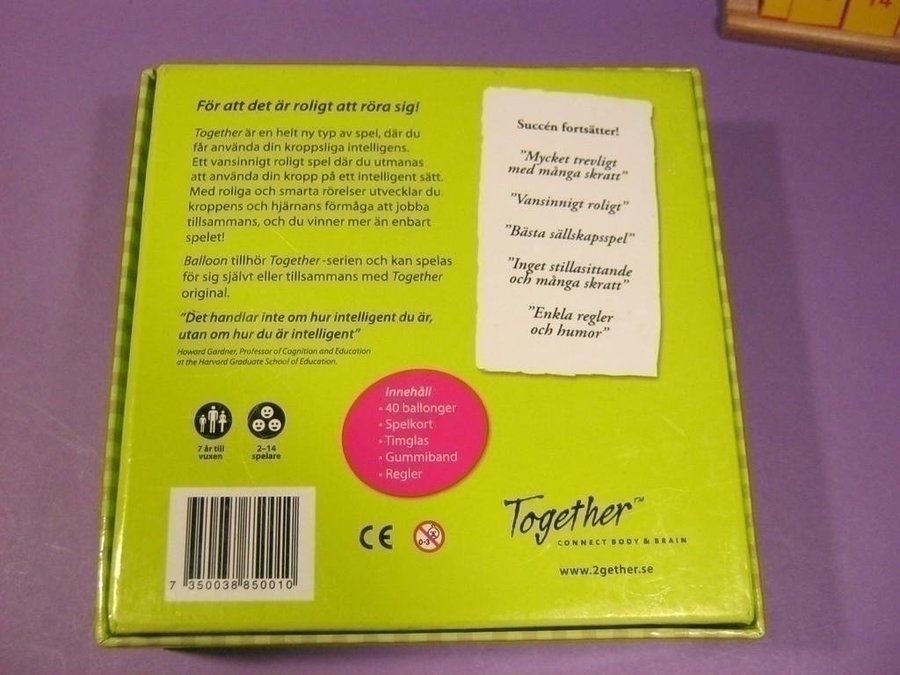 För att det är roligt att röra sig!
Together är en helt ny typ av spel, där du
får använda din kroppsliga intelligens.
Ett vansinnigt roligt spel där du utmanas
att använda din kropp på ett intelligent sätt.
Med roliga och smarta rörelser utvecklar du
kroppens och hjärnans förmåga att jobba
tillsammans, och du vinner mer än enbart
spelet!
Balloon tillhör Together-serien och kan spelas
för sig självt eller tillsammans med Together
original.
"Det handlar inte om hur intelligent du är,
utan om hur du är intelligent"
Howard Gardner, Professor of Cognition and Education
at the Harvard Graduate School of Education.
Succén fortsätter!
"Mycket trevligt
med många skratt"
"Vansinnigt roligt"
"Bästa sällskapsspel"
"Inget stillasittande
och många skratt"
"Enkla regler
och humor"
7 år till
vuxen
2–14
spelare
Innehåll
• 40 ballonger
• Spelkort
• Timglas
• Gummiband
• Regler
7 350038 850010
CE
0-3
Together™
CONNECT BODY & BRAIN
www.2gether.se
14